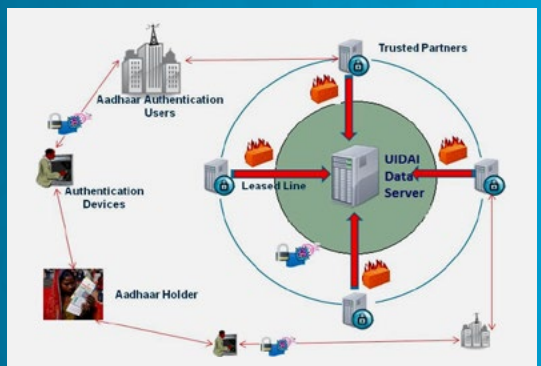 Trusted Partners
Aadhaar Authentication
Users
UIDAI
Data
Server
Leased Line
Authentication
Devices
Aadhaar Holder